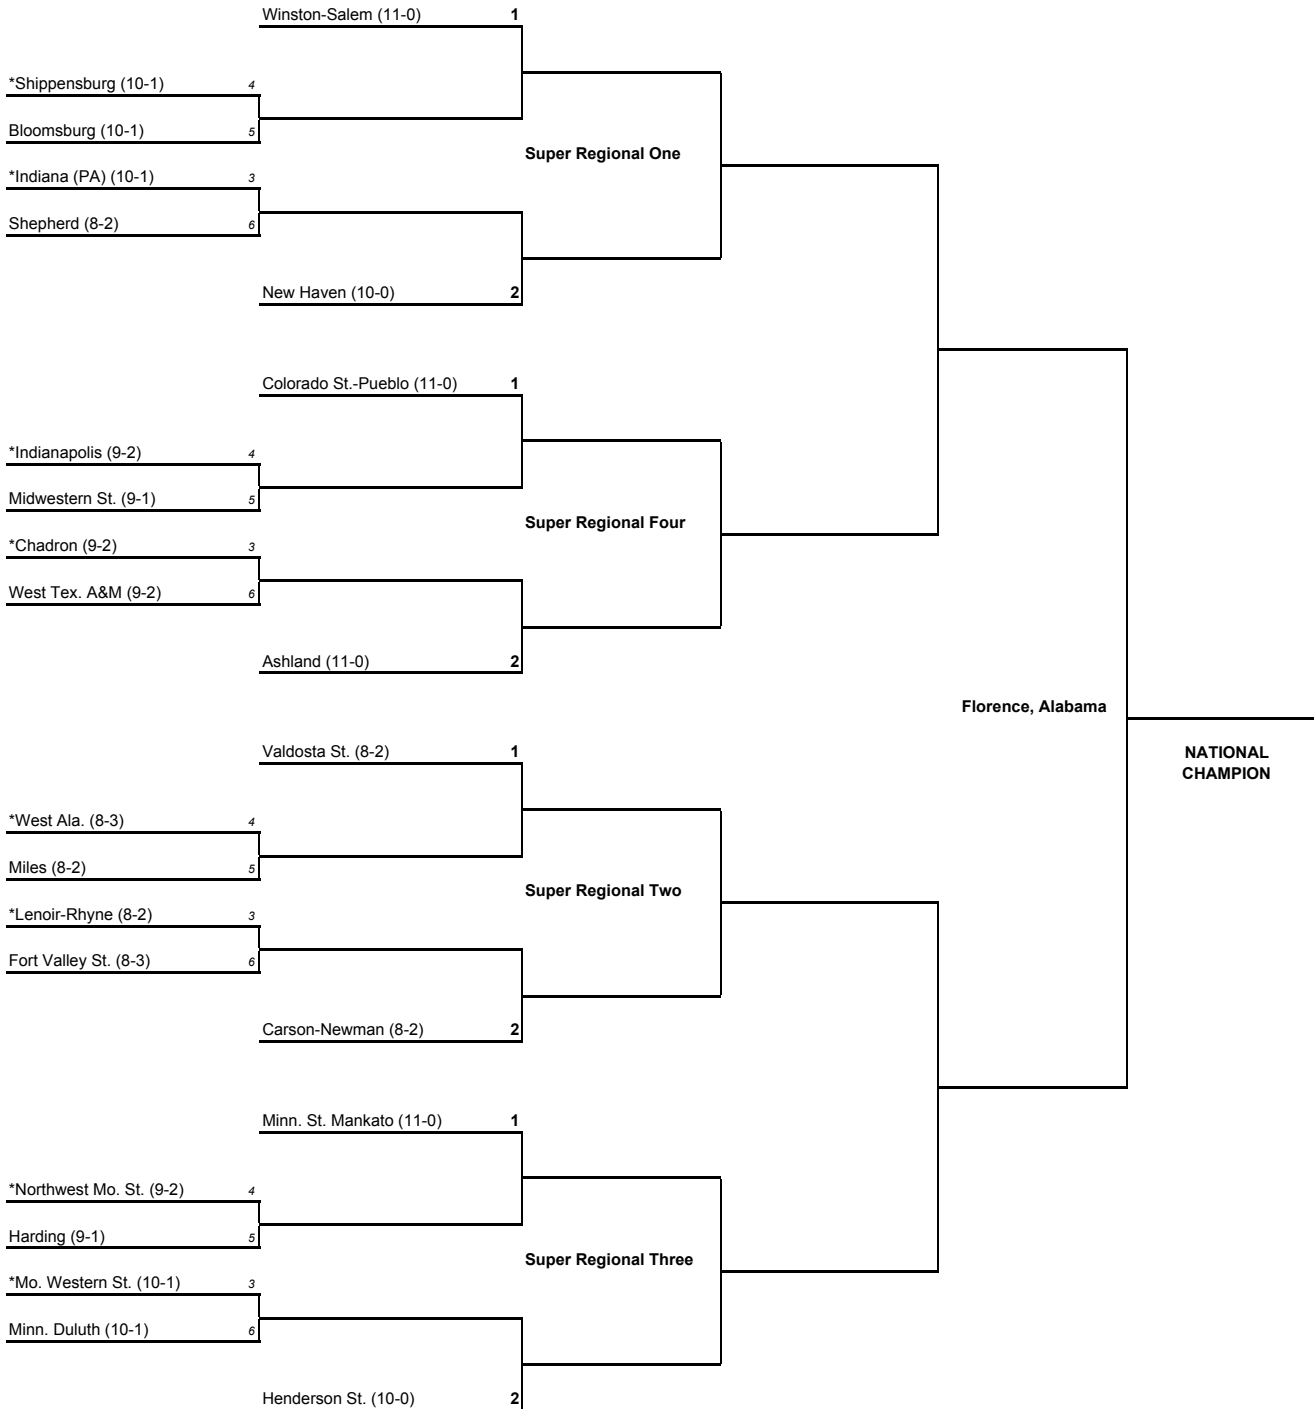 Winston-Salem (11-0) 1
*Shippensburg (10-1) 4
Bloomsburg (10-1) 5
Super Regional One
*Indiana (PA) (10-1) 3
Shepherd (8-2) 6
New Haven (10-0) 2
Colorado St.-Pueblo (11-0) 1
*Indianapolis (9-2) 4
Midwestern St. (9-1) 5
Super Regional Four
*Chadron (9-2) 3
West Tex. A&M (9-2) 6
Ashland (11-0) 2
Florence, Alabama
Valdosta St. (8-2) 1
NATIONAL
CHAMPION
*West Ala. (8-3) 4
Miles (8-2) 5
Super Regional Two
*Lenoir-Rhyne (8-2) 3
Fort Valley St. (8-3) 6
Carson-Newman (8-2) 2
Minn. St. Mankato (11-0) 1
*Northwest Mo. St. (9-2) 4
Harding (9-1) 5
Super Regional Three
*Mo. Western St. (10-1) 3
Minn. Duluth (10-1) 6
Henderson St. (10-0) 2